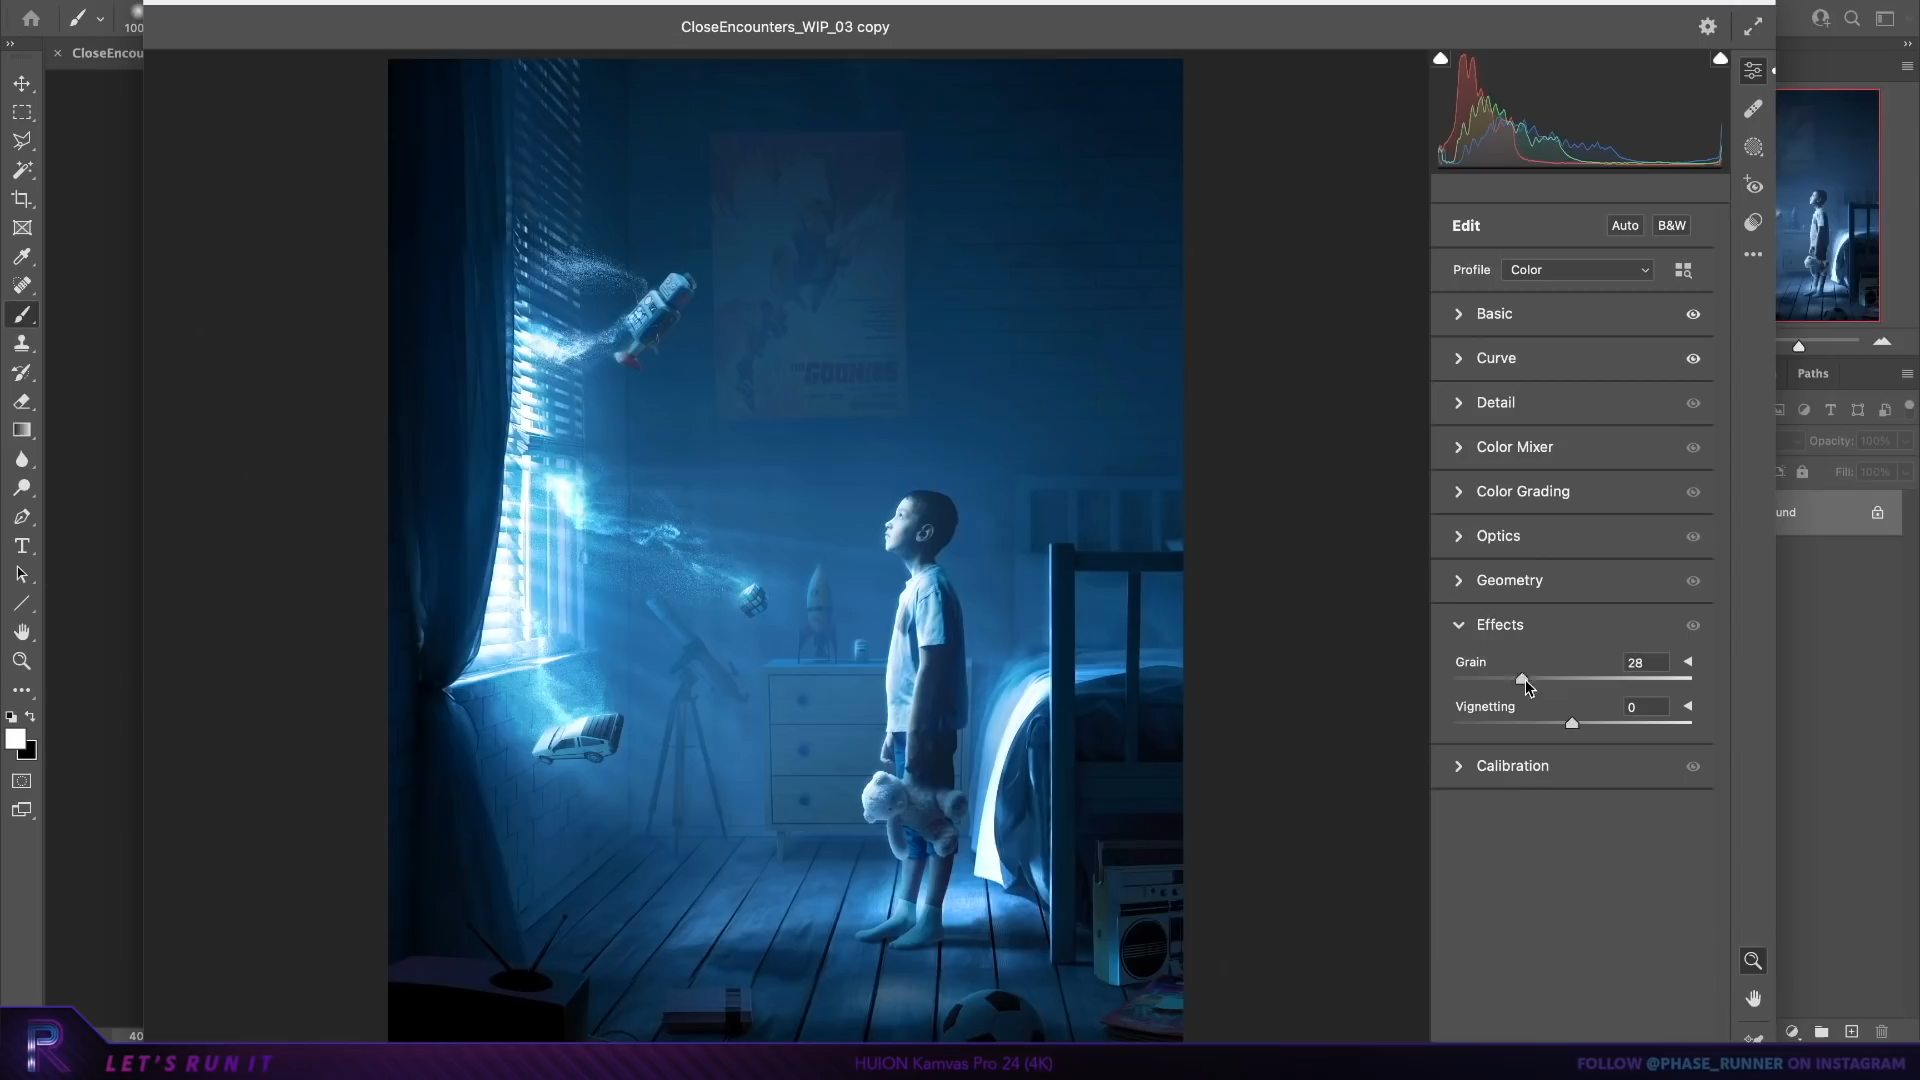 CloseEncounters_WIP_03 copy
100
CloseEncou
Edit
Auto
B&W
Profile
Color
Basic
Curve
Detail
Color Mixer
Color Grading
Optics
Geometry
Effects
Grain
28
Vignetting
0
Calibration
Paths
Opacity: 100%
Fill: 100%
und
THE GOONIES
40
R
LET'S RUN IT
HUION Kamvas Pro 24 (4K)
FOLLOW @PHASE_RUNNER ON INSTAGRAM